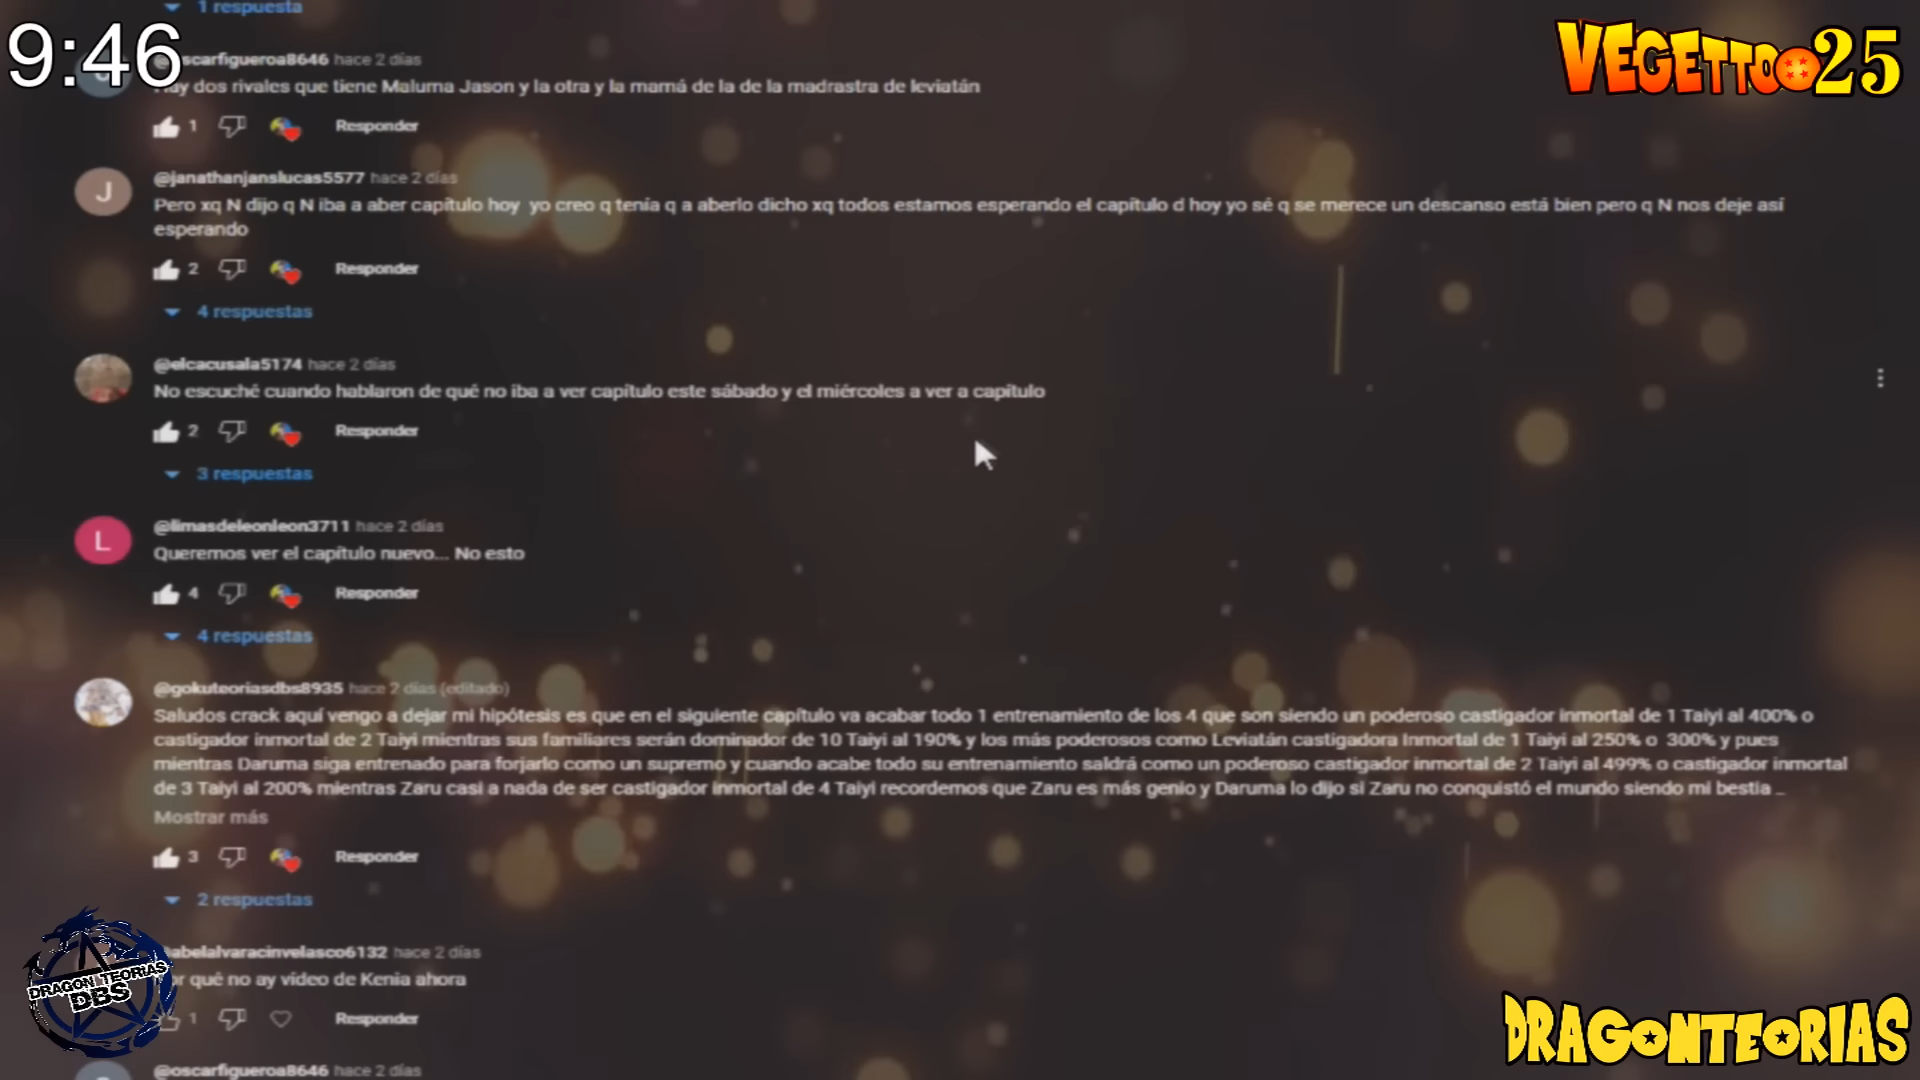 1 respuesta
9:46
scarfigueroa8646 hace 2 días
Hay dos rivales que tiene Maluma Jason y la otra y la mamá de la de la madrastra de leviatán
1 Responder
VEGETTO 25
J
@janathanjanslucas5577 hace 2 días
Pero xq N dijo q N iba a aber capítulo hoy yo creo q tenía q a aberlo dicho xq todos estamos esperando el capítulo d hoy yo sé q se merece un descanso está bien pero q N nos deje así
esperando
2 Responder
4 respuestas
@elcacusala5174 hace 2 días
No escuché cuando hablaron de qué no iba a ver capítulo este sábado y el miércoles a ver a capítulo
2 Responder
3 respuestas
L
@limasdeleonleon3711 hace 2 días
Queremos ver el capítulo nuevo... No esto
4 Responder
4 respuestas
@gokuteoriasdbs8935 hace 2 días (editado)
Saludos crack aquí vengo a dejar mi hipótesis es que en el siguiente capítulo va acabar todo 1 entrenamiento de los 4 que son siendo un poderoso castigador inmortal de 1 Taiyi al 400% o
castigador inmortal de 2 Taiyi mientras sus familiares serán dominador de 10 Taiyi al 190% y los más poderosos como Leviatán castigadora Inmortal de 1 Taiyi al 250% o 300% y pues
mientras Daruma siga entrenado para forjarlo como un supremo y cuando acabe todo su entrenamiento saldrá como un poderoso castigador inmortal de 2 Taiyi al 499% o castigador inmortal
de 3 Taiyi al 200% mientras Zaru casi a nada de ser castigador inmortal de 4 Taiyi recordemos que Zaru es más genio y Daruma lo dijo si Zaru no conquistó el mundo siendo mi bestia ..
Mostrar más
3 Responder
2 respuestas
abelalvaracinvelasco6132 hace 2 días
or qué no ay vídeo de Kenia ahora
1 Responder
DRAGON TEORIAS
DBS
DRAGONTEORIAS
@oscarfigueroa8646 hace 2 días